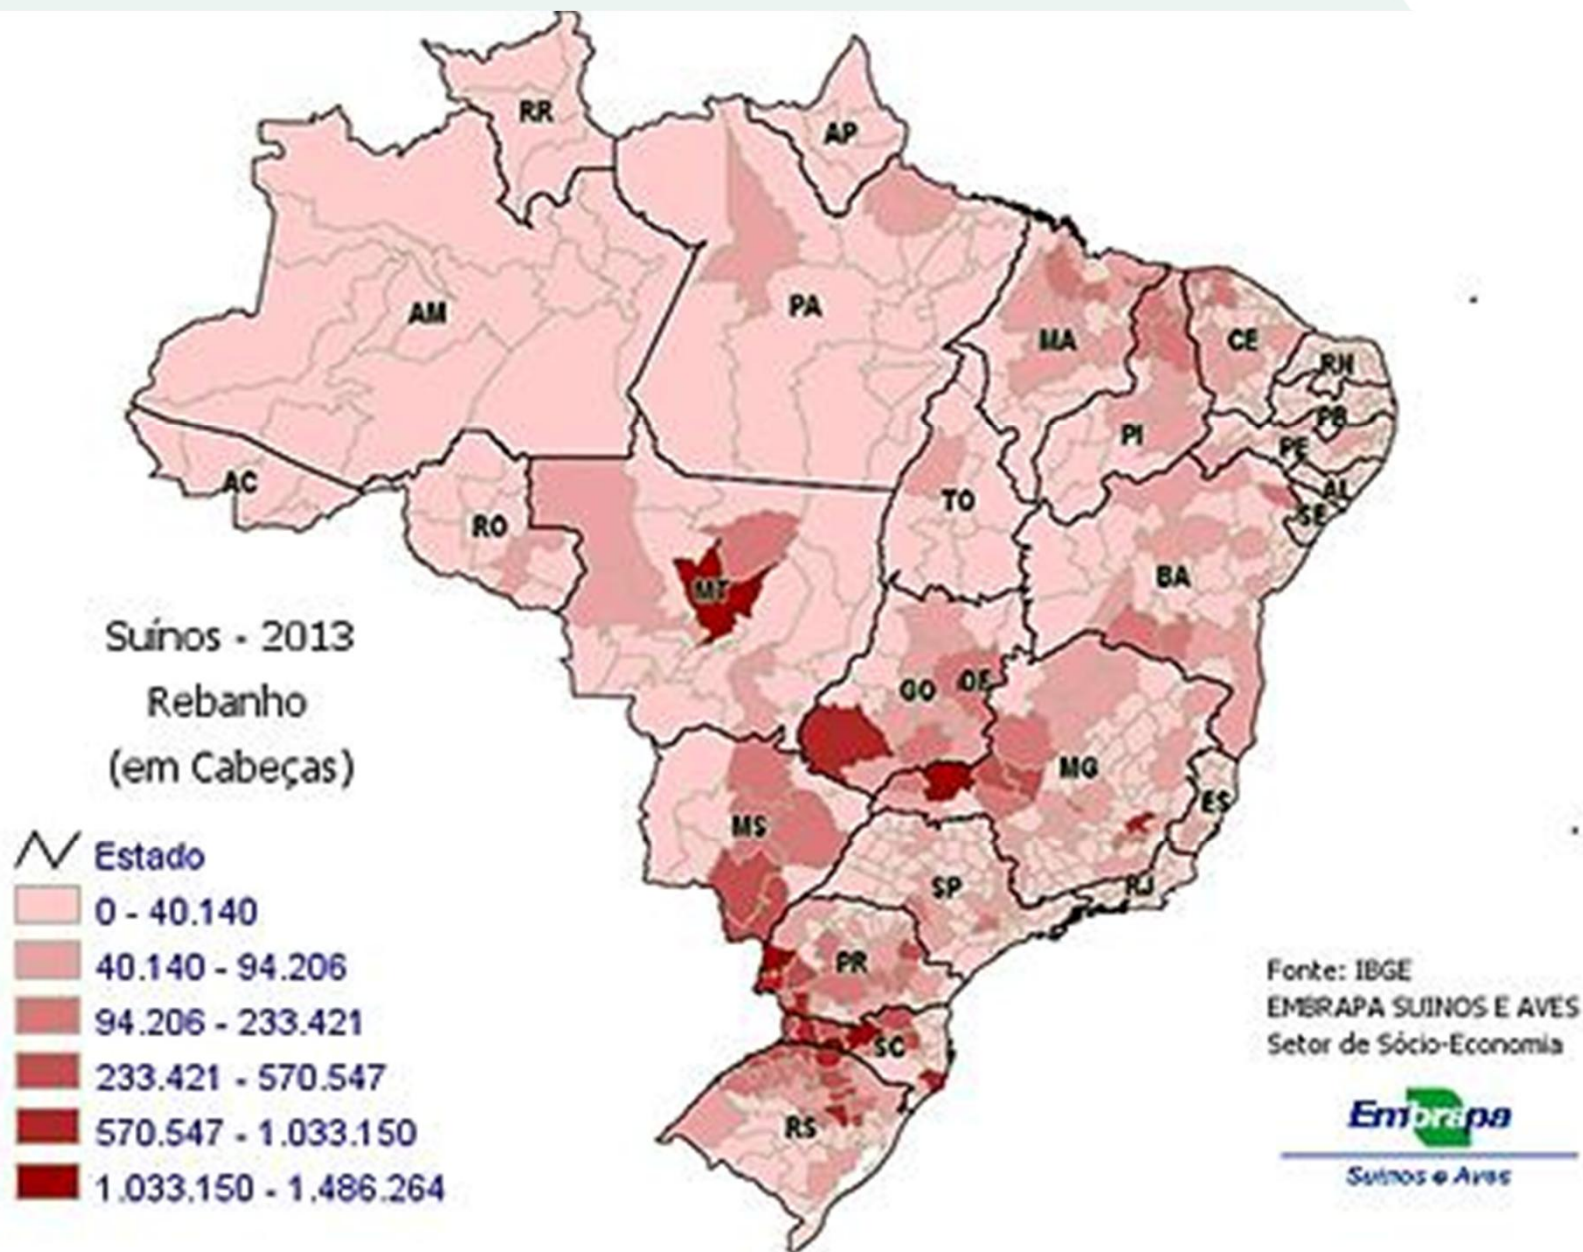 RR
AP
AM
PA
MA
CE
RN
PB
PE
AL
SE
PI
TO
AC
RO
MT
BA
GO
MG
ES
MS
SP
RJ
PR
SC
RS
Suínos - 2013
Rebanho
(em Cabeças)
Estado
0 - 40.140
40.140 - 94.206
94.206 - 233.421
233.421 - 570.547
570.547 - 1.033.150
1.033.150 - 1.486.264
Fonte: IBGE
EMBRAPA SUINOS E AVES
Setor de Sócio-Economia
Embrapa
Suínos e Aves